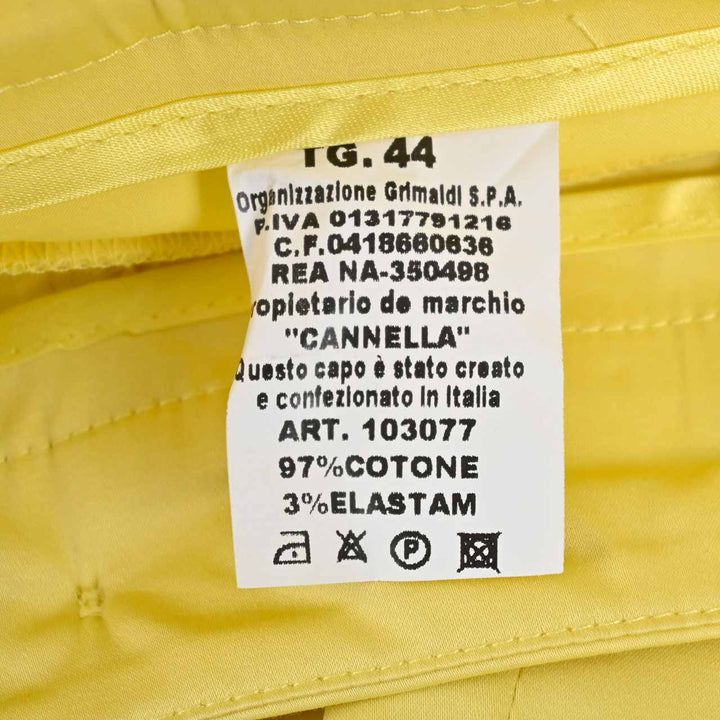 TG. 44
Organizzazione Grimaldi S.P.A.
P.IVA 01317791216
C.F.0418660636
REA NA-350498
Propietario de marchio
"CANNELLA"
Questo capo è stato creato
e confezionato in Italia
ART. 103077
97%COTONE
3%ELASTAM
P